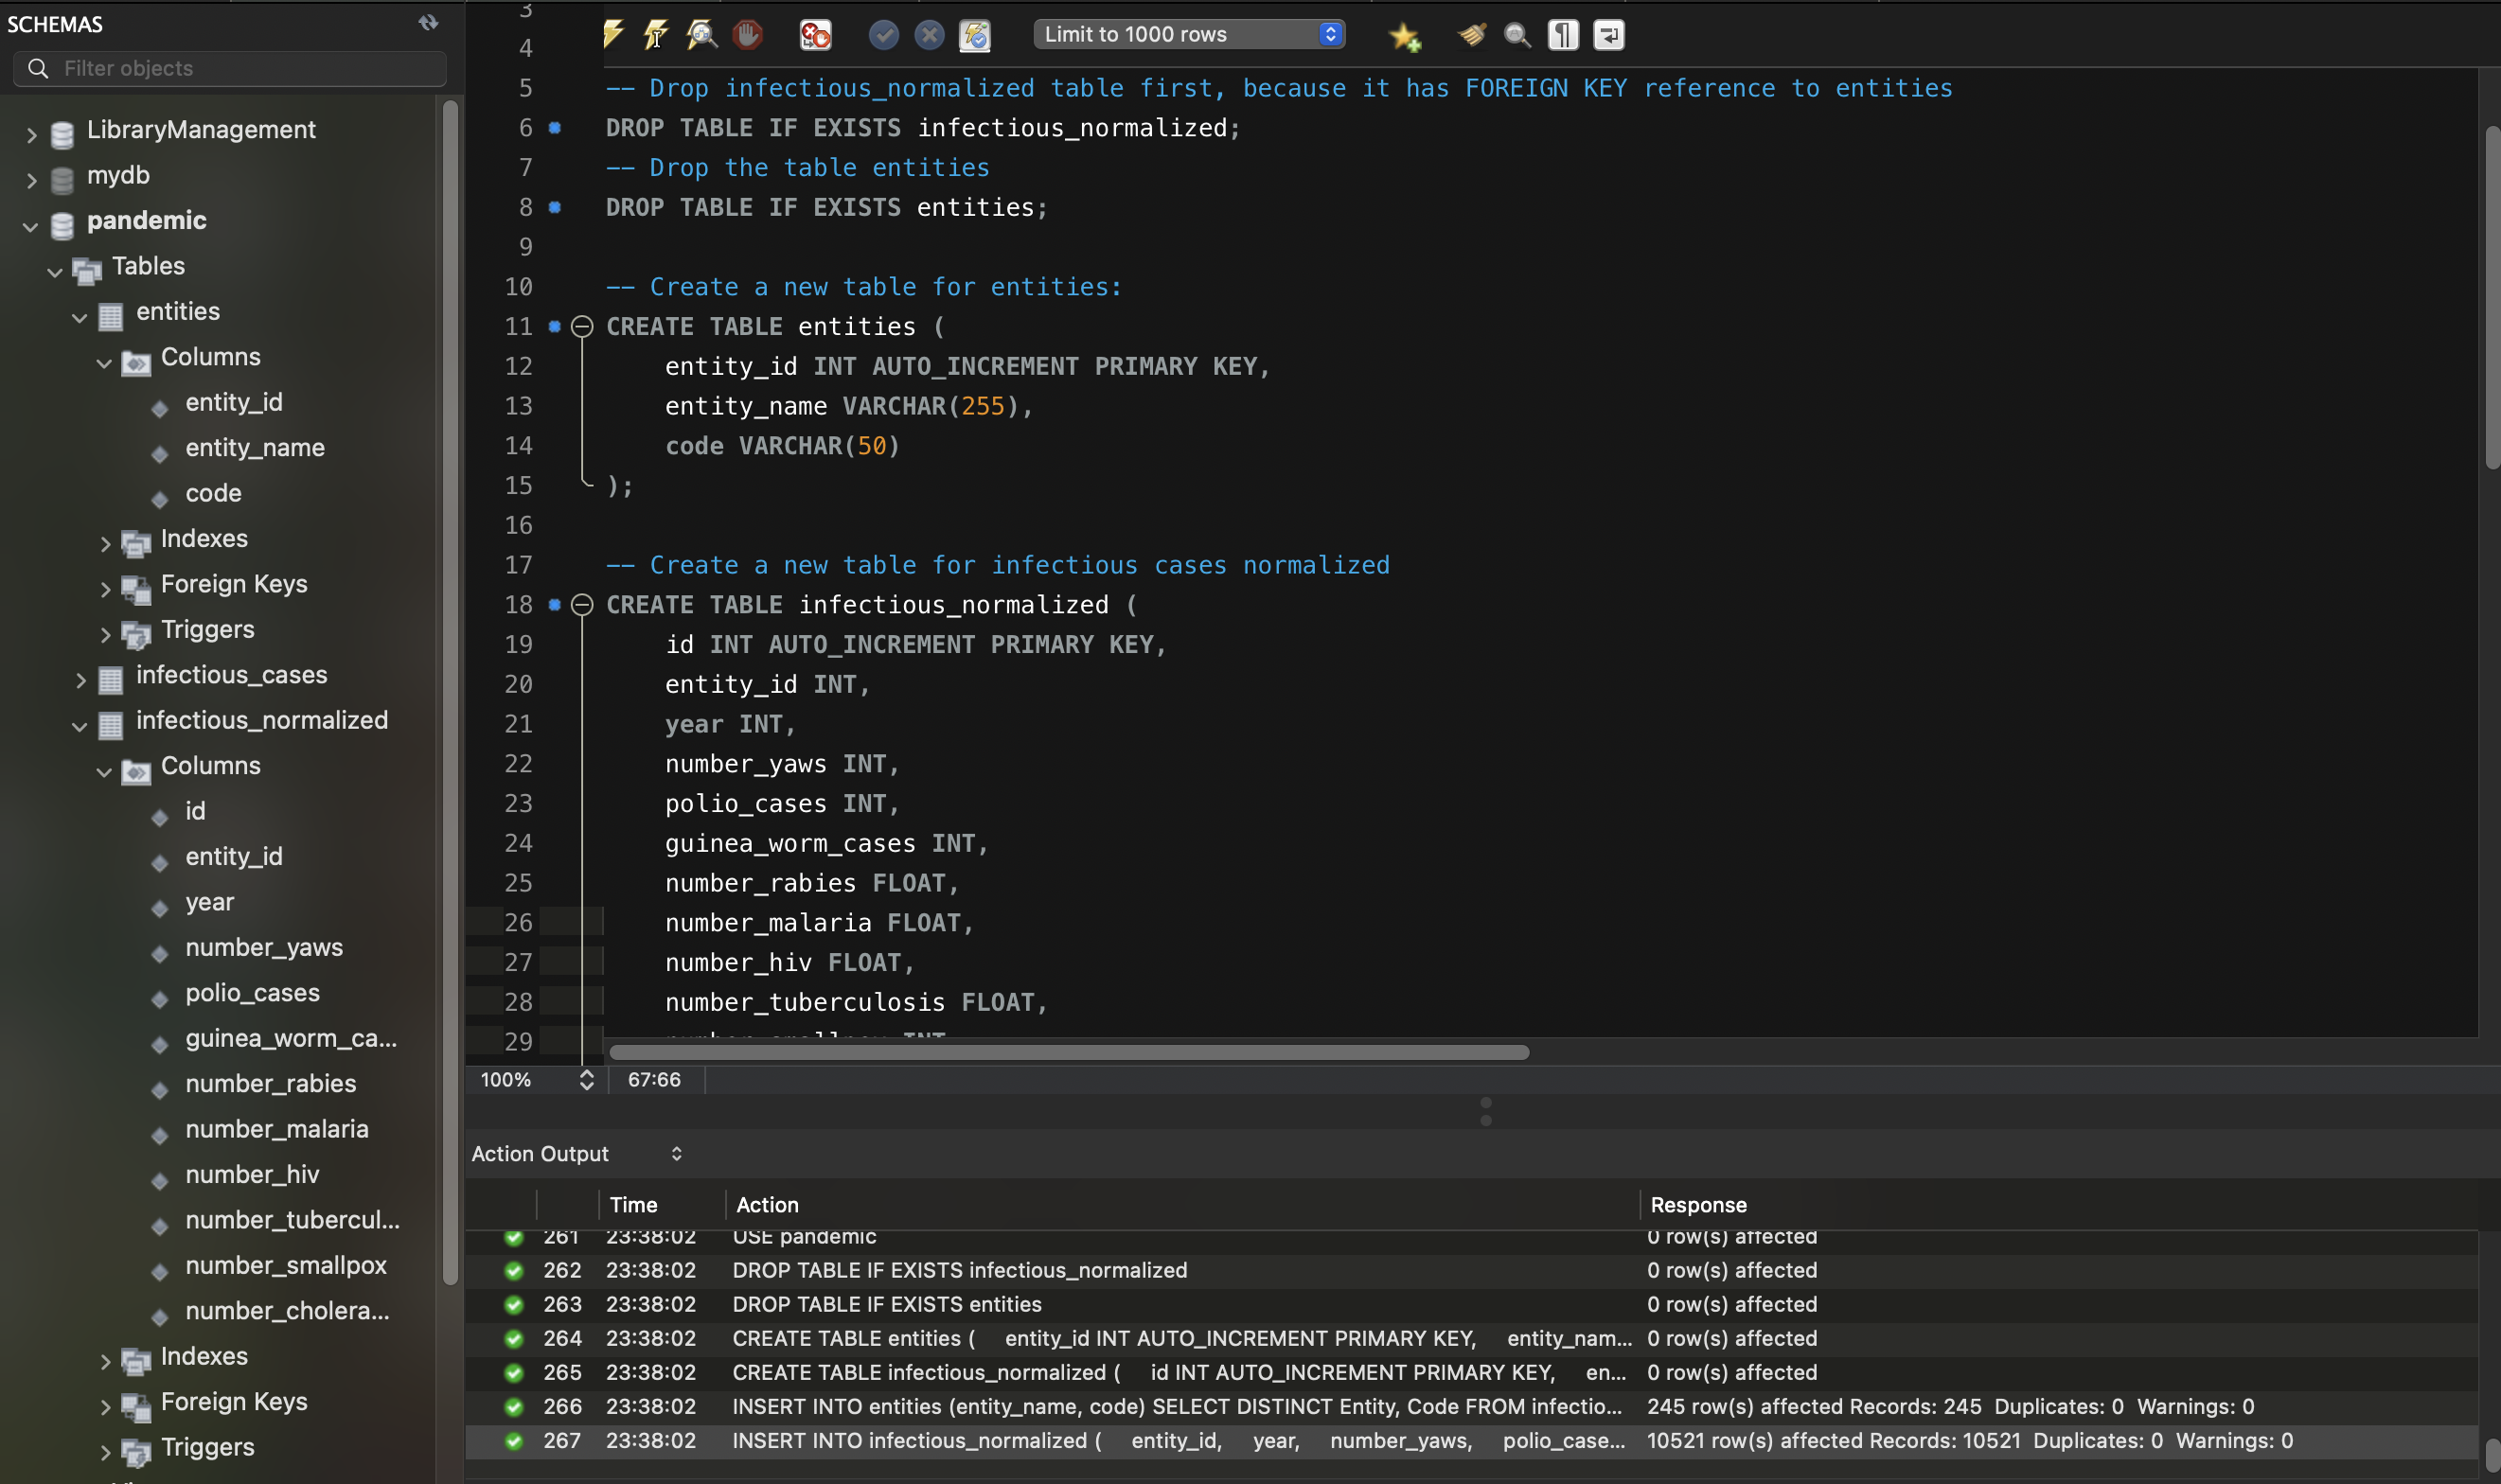 SCHEMAS
Filter objects
LibraryManagement
mydb
pandemic
Tables
entities
Columns
entity_id
entity_name
code
Indexes
Foreign Keys
Triggers
infectious_cases
infectious_normalized
Columns
id
entity_id
year
number_yaws
polio_cases
guinea_worm_ca...
number_rabies
number_malaria
number_hiv
number_tubercul...
number_smallpox
number_cholera...
Indexes
Foreign Keys
Triggers
Limit to 1000 rows
3
4
5 -- Drop infectious_normalized table first, because it has FOREIGN KEY reference to entities
6 DROP TABLE IF EXISTS infectious_normalized;
7 -- Drop the table entities
8 DROP TABLE IF EXISTS entities;
9
10 -- Create a new table for entities:
11 CREATE TABLE entities (
12 entity_id INT AUTO_INCREMENT PRIMARY KEY,
13 entity_name VARCHAR(255),
14 code VARCHAR(50)
15 );
16
17 -- Create a new table for infectious cases normalized
18 CREATE TABLE infectious_normalized (
19 id INT AUTO_INCREMENT PRIMARY KEY,
20 entity_id INT,
21 year INT,
22 number_yaws INT,
23 polio_cases INT,
24 guinea_worm_cases INT,
25 number_rabies FLOAT,
26 number_malaria FLOAT,
27 number_hiv FLOAT,
28 number_tuberculosis FLOAT,
29
100% 67:66
Action Output
Time Action Response
261 23:38:02 USE pandemic 0 row(s) affected
262 23:38:02 DROP TABLE IF EXISTS infectious_normalized 0 row(s) affected
263 23:38:02 DROP TABLE IF EXISTS entities 0 row(s) affected
264 23:38:02 CREATE TABLE entities ( entity_id INT AUTO_INCREMENT PRIMARY KEY, entity_nam... 0 row(s) affected
265 23:38:02 CREATE TABLE infectious_normalized ( id INT AUTO_INCREMENT PRIMARY KEY, en... 0 row(s) affected
266 23:38:02 INSERT INTO entities (entity_name, code) SELECT DISTINCT Entity, Code FROM infectio... 245 row(s) affected Records: 245 Duplicates: 0 Warnings: 0
267 23:38:02 INSERT INTO infectious_normalized ( entity_id, year, number_yaws, polio_case... 10521 row(s) affected Records: 10521 Duplicates: 0 Warnings: 0